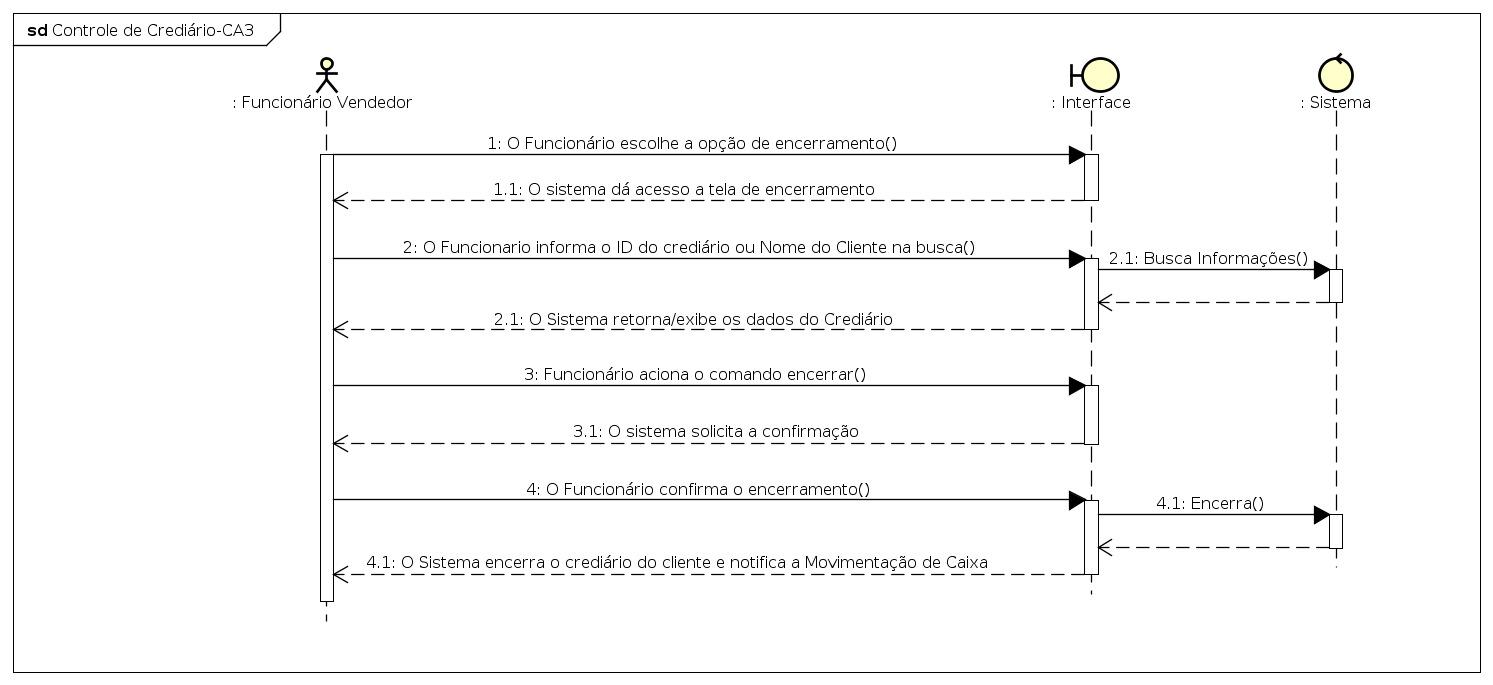 sd Controle de Crediário-CA3
: Funcionário Vendedor
: Interface
: Sistema
1: O Funcionário escolhe a opção de encerramento()
1.1: O sistema dá acesso a tela de encerramento
2: O Funcionario informa o ID do crediário ou Nome do Cliente na busca()
2.1: Busca Informações()
2.1: O Sistema retorna/exibe os dados do Crediário
3: Funcionário aciona o comando encerrar()
3.1: O sistema solicita a confirmação
4: O Funcionário confirma o encerramento()
4.1: Encerra()
4.1: O Sistema encerra o crediário do cliente e notifica a Movimentação de Caixa